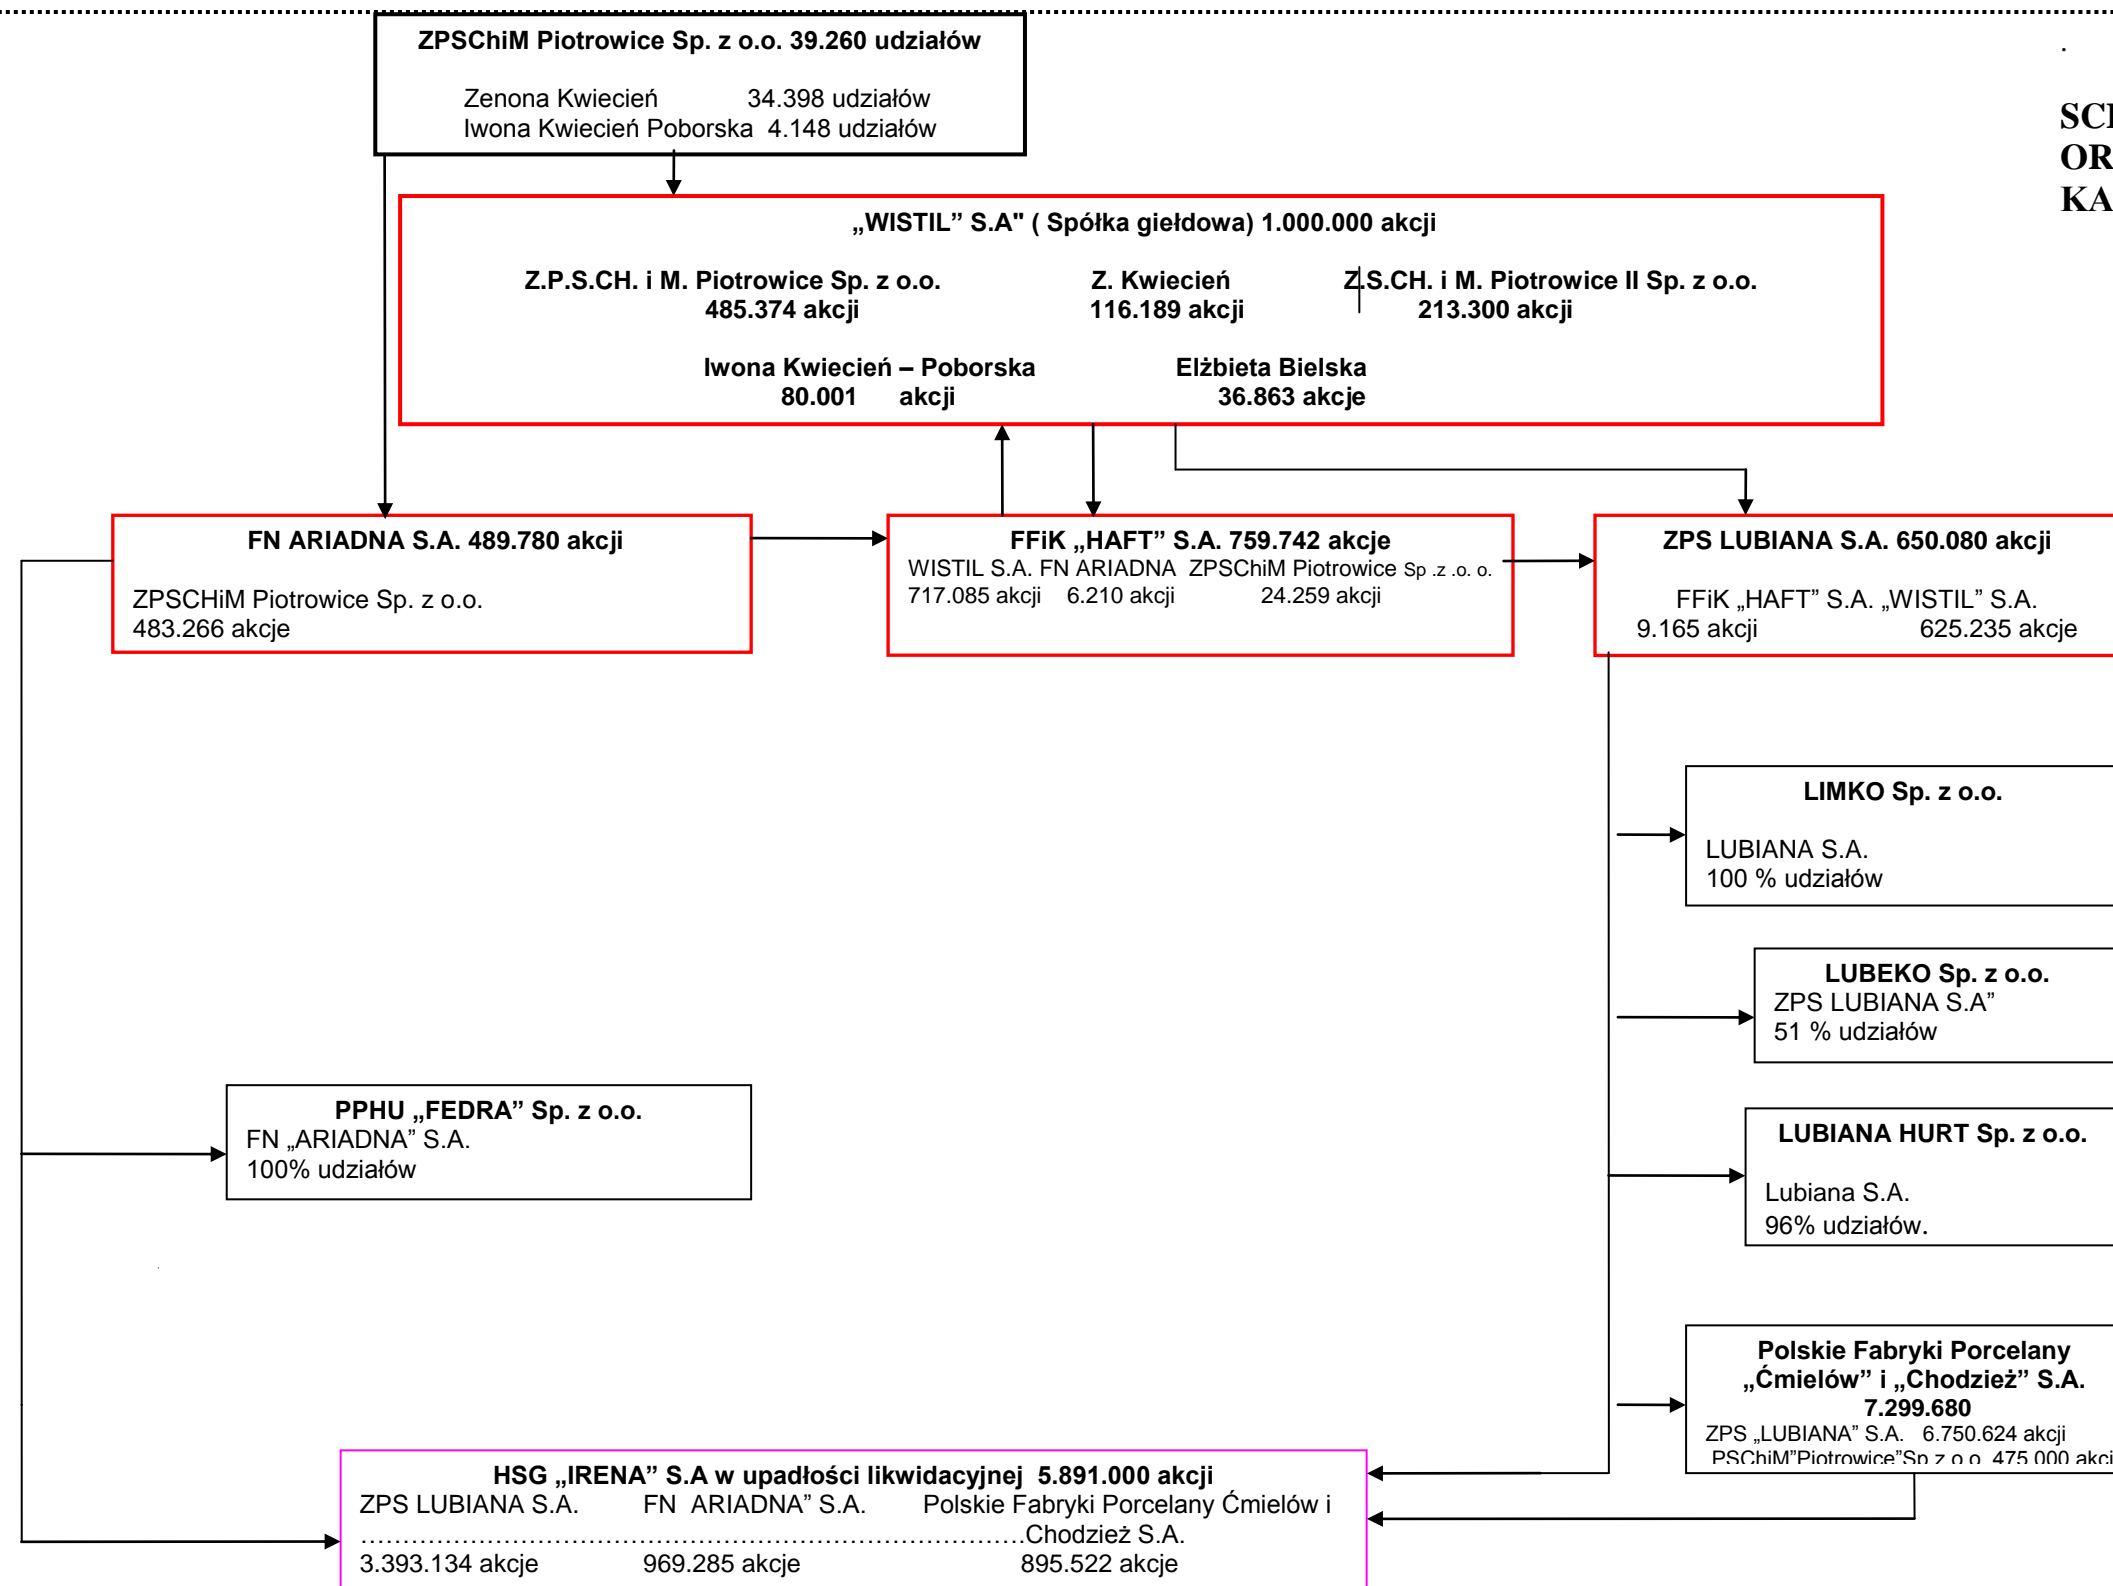 ZPSChiM Piotrowice Sp. z o.o. 39.260 udziałów
Zenona Kwiecień 34.398 udziałów
Iwona Kwiecień Poborska 4.148 udziałów
„WISTIL” S.A" ( Spółka giełdowa) 1.000.000 akcji
Z.P.S.CH. i M. Piotrowice Sp. z o.o. Z. Kwiecień Z.S.CH. i M. Piotrowice II Sp. z o.o.
485.374 akcji 116.189 akcji 213.300 akcji
Iwona Kwiecień – Poborska Elżbieta Bielska
80.001 akcji 36.863 akcje
FN ARIADNA S.A. 489.780 akcji
ZPSCHiM Piotrowice Sp. z o.o.
483.266 akcje
FFiK „HAFT” S.A. 759.742 akcje
WISTIL S.A. FN ARIADNA ZPSChiM Piotrowice Sp .z .o. o.
717.085 akcji 6.210 akcji 24.259 akcji
ZPS LUBIANA S.A. 650.080 akcji
FFiK „HAFT” S.A. „WISTIL” S.A.
9.165 akcji 625.235 akcje
LIMKO Sp. z o.o.
LUBIANA S.A.
100 % udziałów
LUBEKO Sp. z o.o.
ZPS LUBIANA S.A”
51 % udziałów
PPHU „FEDRA” Sp. z o.o.
FN „ARIADNA” S.A.
100% udziałów
LUBIANA HURT Sp. z o.o.
Lubiana S.A.
96% udziałów.
Polskie Fabryki Porcelany
„Ćmielów” i „Chodzież” S.A.
7.299.680
ZPS „LUBIANA” S.A. 6.750.624 akcji
PSChiM”Piotrowice”Sp z o o 475 000 akci
HSG „IRENA” S.A w upadłości likwidacyjnej 5.891.000 akcji
ZPS LUBIANA S.A. FN ARIADNA” S.A. Polskie Fabryki Porcelany Ćmielów i
……………………………………………………………………Chodzież S.A.
3.393.134 akcje 969.285 akcje 895.522 akcje